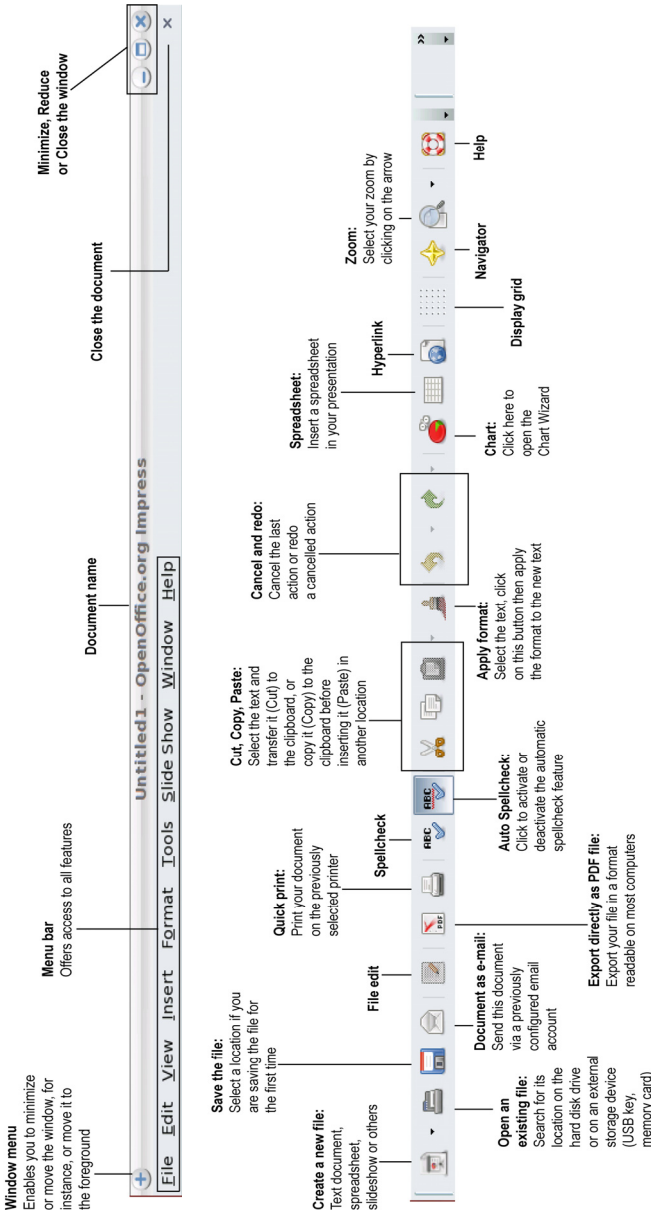 Window menu
Enables you to minimize
or move the window, for
instance, or move it to
the foreground
Menu bar
Offers access to all features
Document name
Close the document
Minimize, Reduce
or Close the window
Untitled1 - OpenOffice.org Impress
File Edit View Insert Format Tools Slide Show Window Help
Create a new file:
Text document,
spreadsheet,
slideshow or others
Save the file:
Select a location if you
are saving the file for
the first time
File edit
Quick print:
Print your document
on the previously
selected printer
Spellcheck
Cut, Copy, Paste:
Select the text and
transfer it (Cut) to
the clipboard, or
copy it (Copy) to the
clipboard before
inserting it (Paste) in
another location
Cancel and redo:
Cancel the last
action or redo
a cancelled action
Spreadsheet:
Insert a spreadsheet
in your presentation
Hyperlink
Zoom:
Select your zoom by
clicking on the arrow
PDF
ABC
ABC
Open an
existing file:
Search for its
location on the
hard disk drive
or on an external
storage device
(USB key,
memory card)
Document as e-mail:
Send this document
via a previously
configured email
account
Export directly as PDF file:
Export your file in a format
readable on most computers
Auto Spellcheck:
Click to activate or
deactivate the automatic
spellcheck feature
Apply format:
Select the text, click
on this button then apply
the format to the new text
Chart:
Click here to
open the
Chart Wizard
Display grid
Navigator
Help